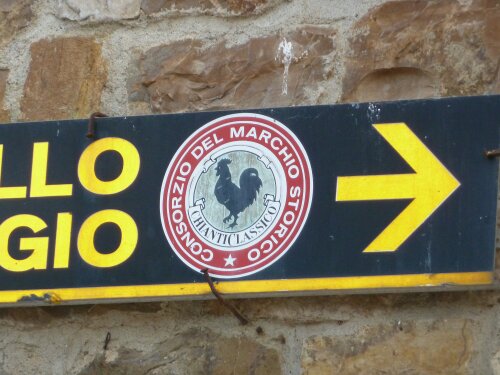 LLO
GIO
CONSORZIO DEL MARCHIO STORICO
CHIANTI CLASSICO